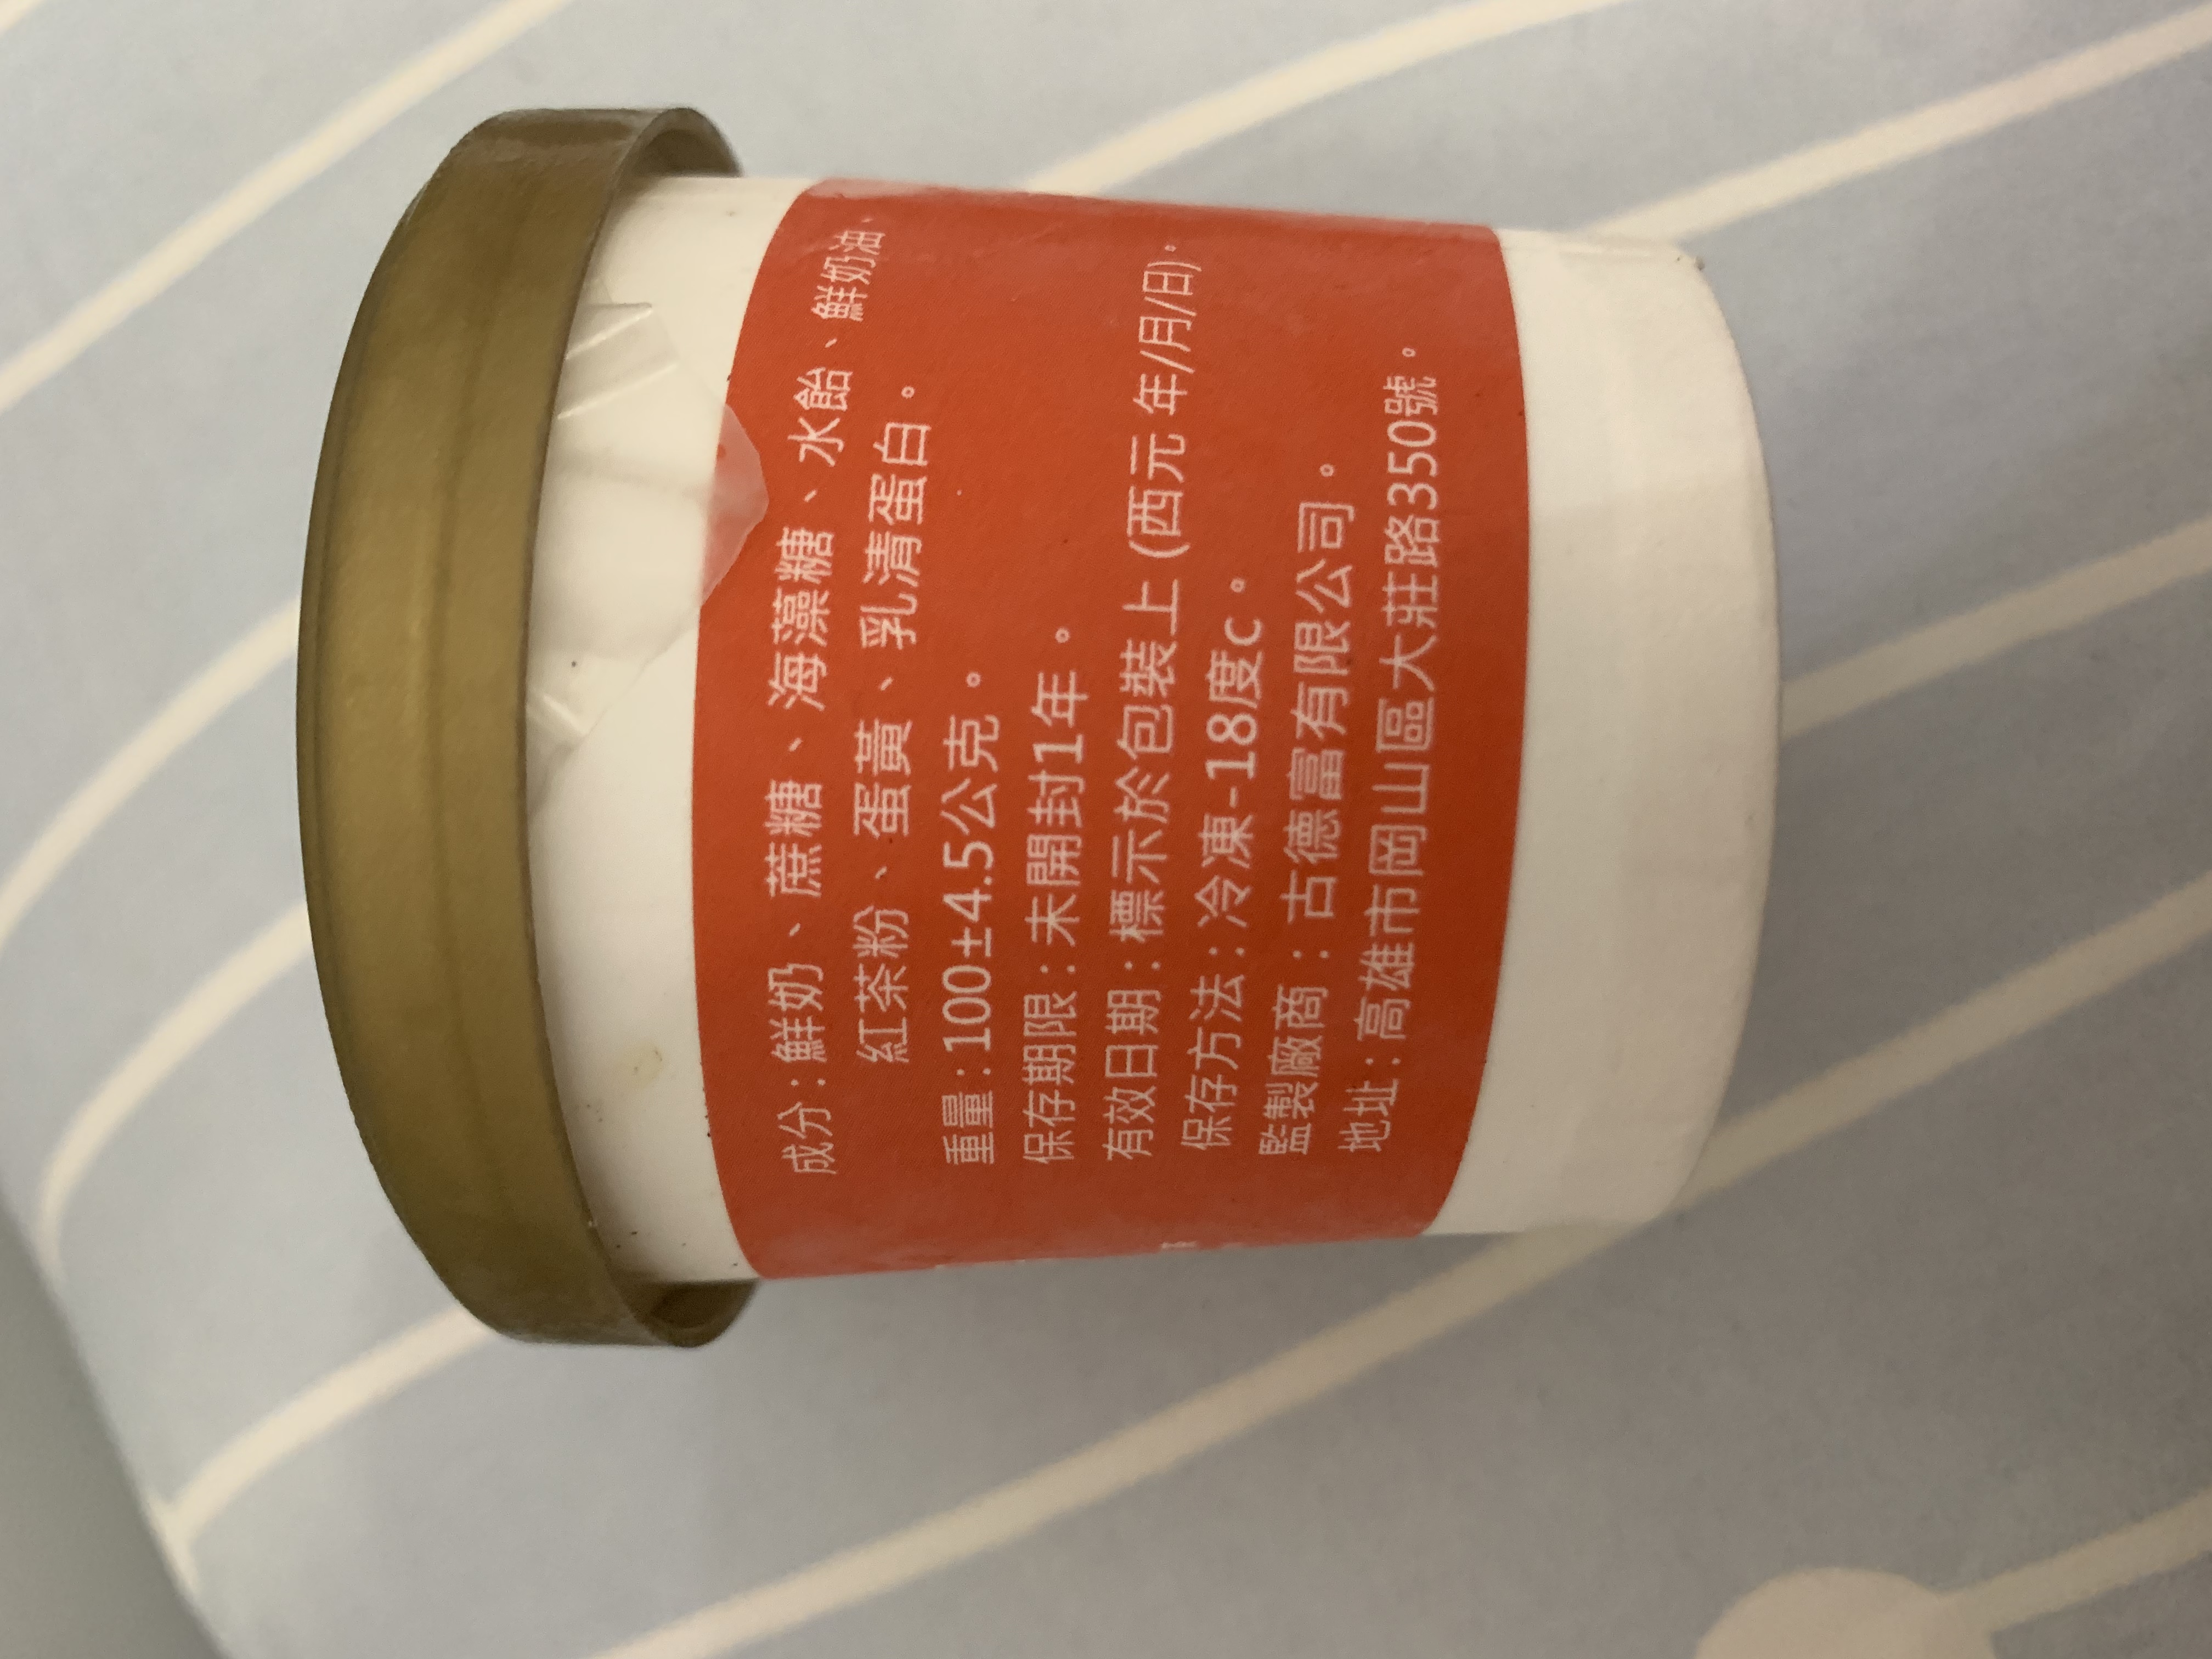 成分:鮮奶、蔗糖、海藻糖、水飴、鮮奶油
紅茶粉、蛋黃、乳清蛋白。
重量:100±4.5公克。
保存期限:未開封1年。
有效日期:標示於包裝上(西元 年/月/日)。
保存方法:冷凍-18度c。
監製廠商:古德富有限公司。
地址:高雄市岡山區大莊路350號。